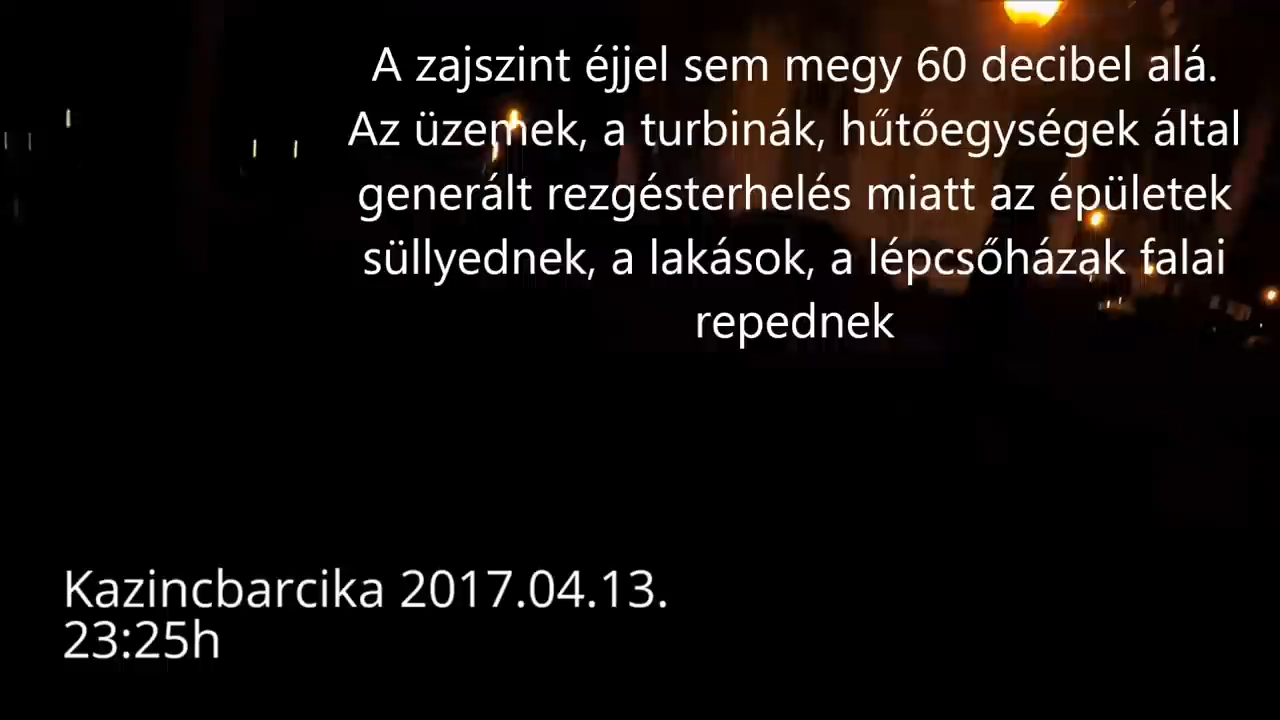 A zajszint éjjel sem megy 60 decibel alá.
Az üzemek, a turbinák, hűtőegységek által
generált rezgésterhelés miatt az épületek
süllyednek, a lakások, a lépcsőházak falai
repednek
Kazincbarcika 2017.04.13.
23:25h